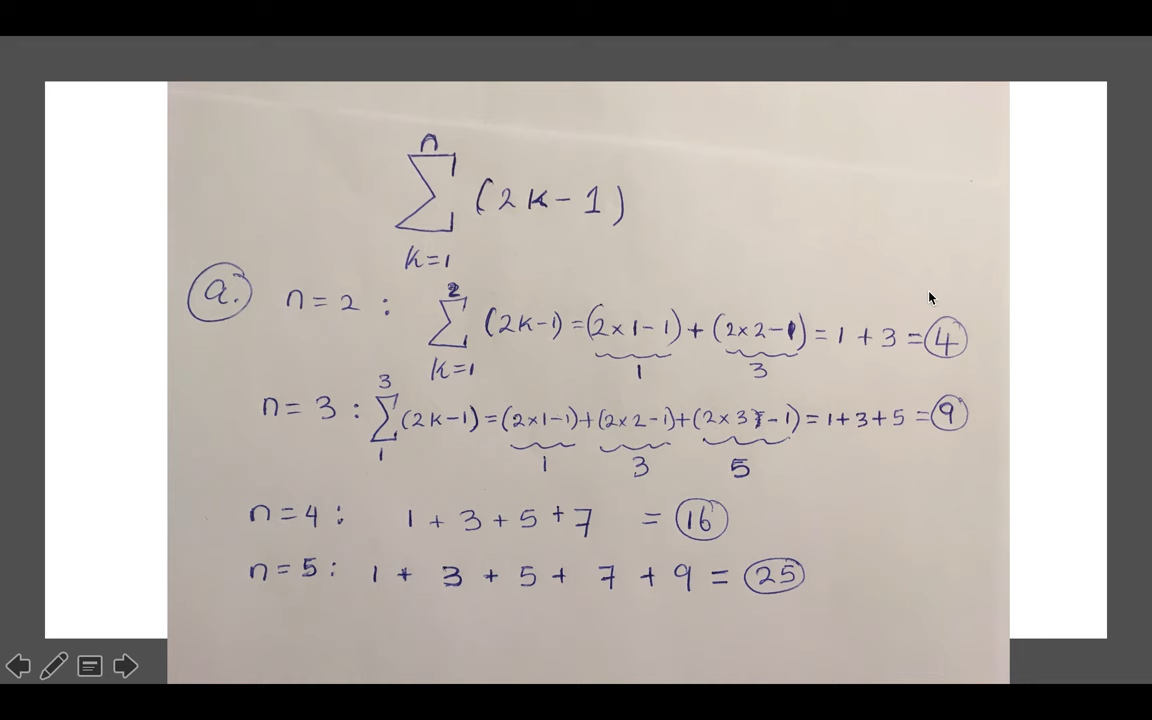 n
∑ (2k-1)
k=1
a. n=2 : 2 ∑ k=1 (2k-1) = (2×1-1) + (2×2-1) = 1+3 = 4
1 3
n=3 : 3 ∑ 1 (2k-1) = (2×1-1) + (2×2-1) + (2×3-1) = 1+3+5 = 9
1 3 5
n=4 : 1+3+5+7 = 16
n=5 : 1+3+5+7+9 = 25